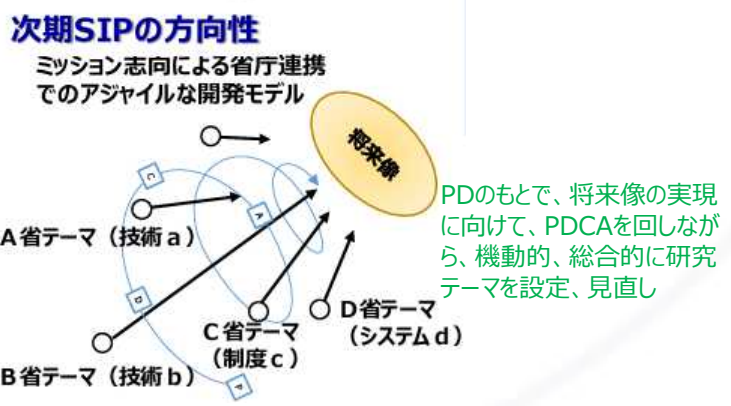 次期SIPの方向性
ミッション志向による省庁連携
でのアジャイルな開発モデル
将来像
C
A
A省テーマ（技術a）
D
C省テーマ
（制度c）
D省テーマ
（システムd）
B省テーマ（技術b）
P
PDのもとで、将来像の実現
に向けて、PDCAを回しなが
ら、機動的、総合的に研究
テーマを設定、見直し